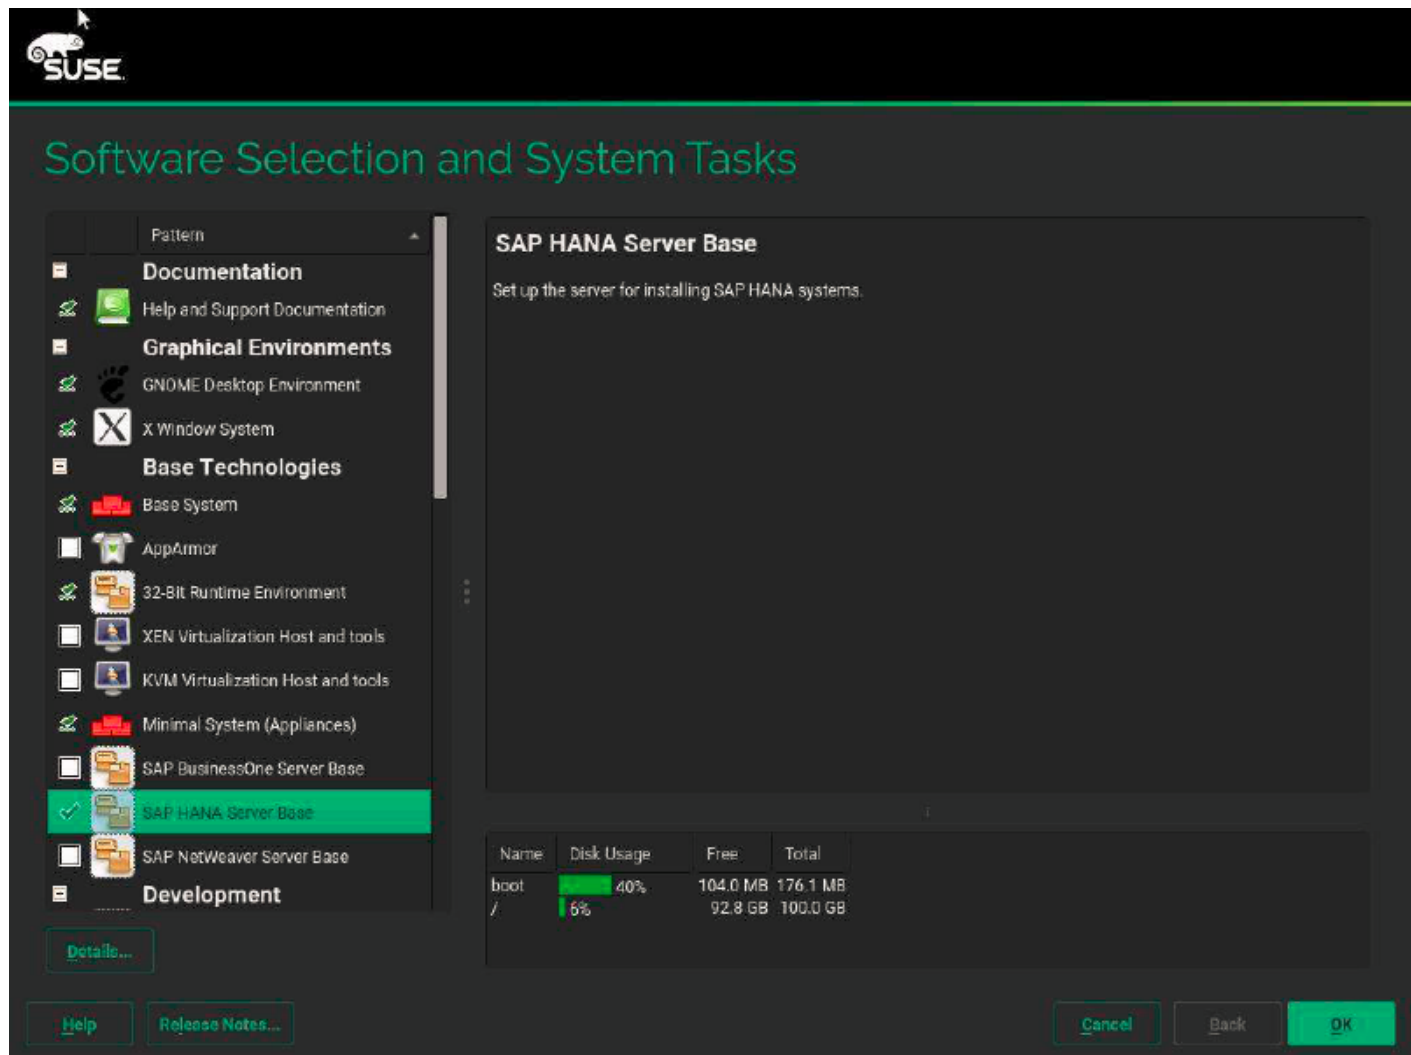 SUSE.
Software Selection and System Tasks
Pattern
Documentation
Help and Support Documentation
Graphical Environments
GNOME Desktop Environment
X Window System
Base Technologies
Base System
AppArmor
32-Bit Runtime Environment
XEN Virtualization Host and tools
KVM Virtualization Host and tools
Minimal System (Appliances)
SAP BusinessOne Server Base
SAP HANA Server Base
SAP NetWeaver Server Base
Development
Details...
SAP HANA Server Base
Set up the server for installing SAP HANA systems.
Name Disk Usage Free Total
boot 40% 104.0 MB 176.1 MB
/ 6% 92.8 GB 100.0 GB
Help Release Notes... Cancel Back OK